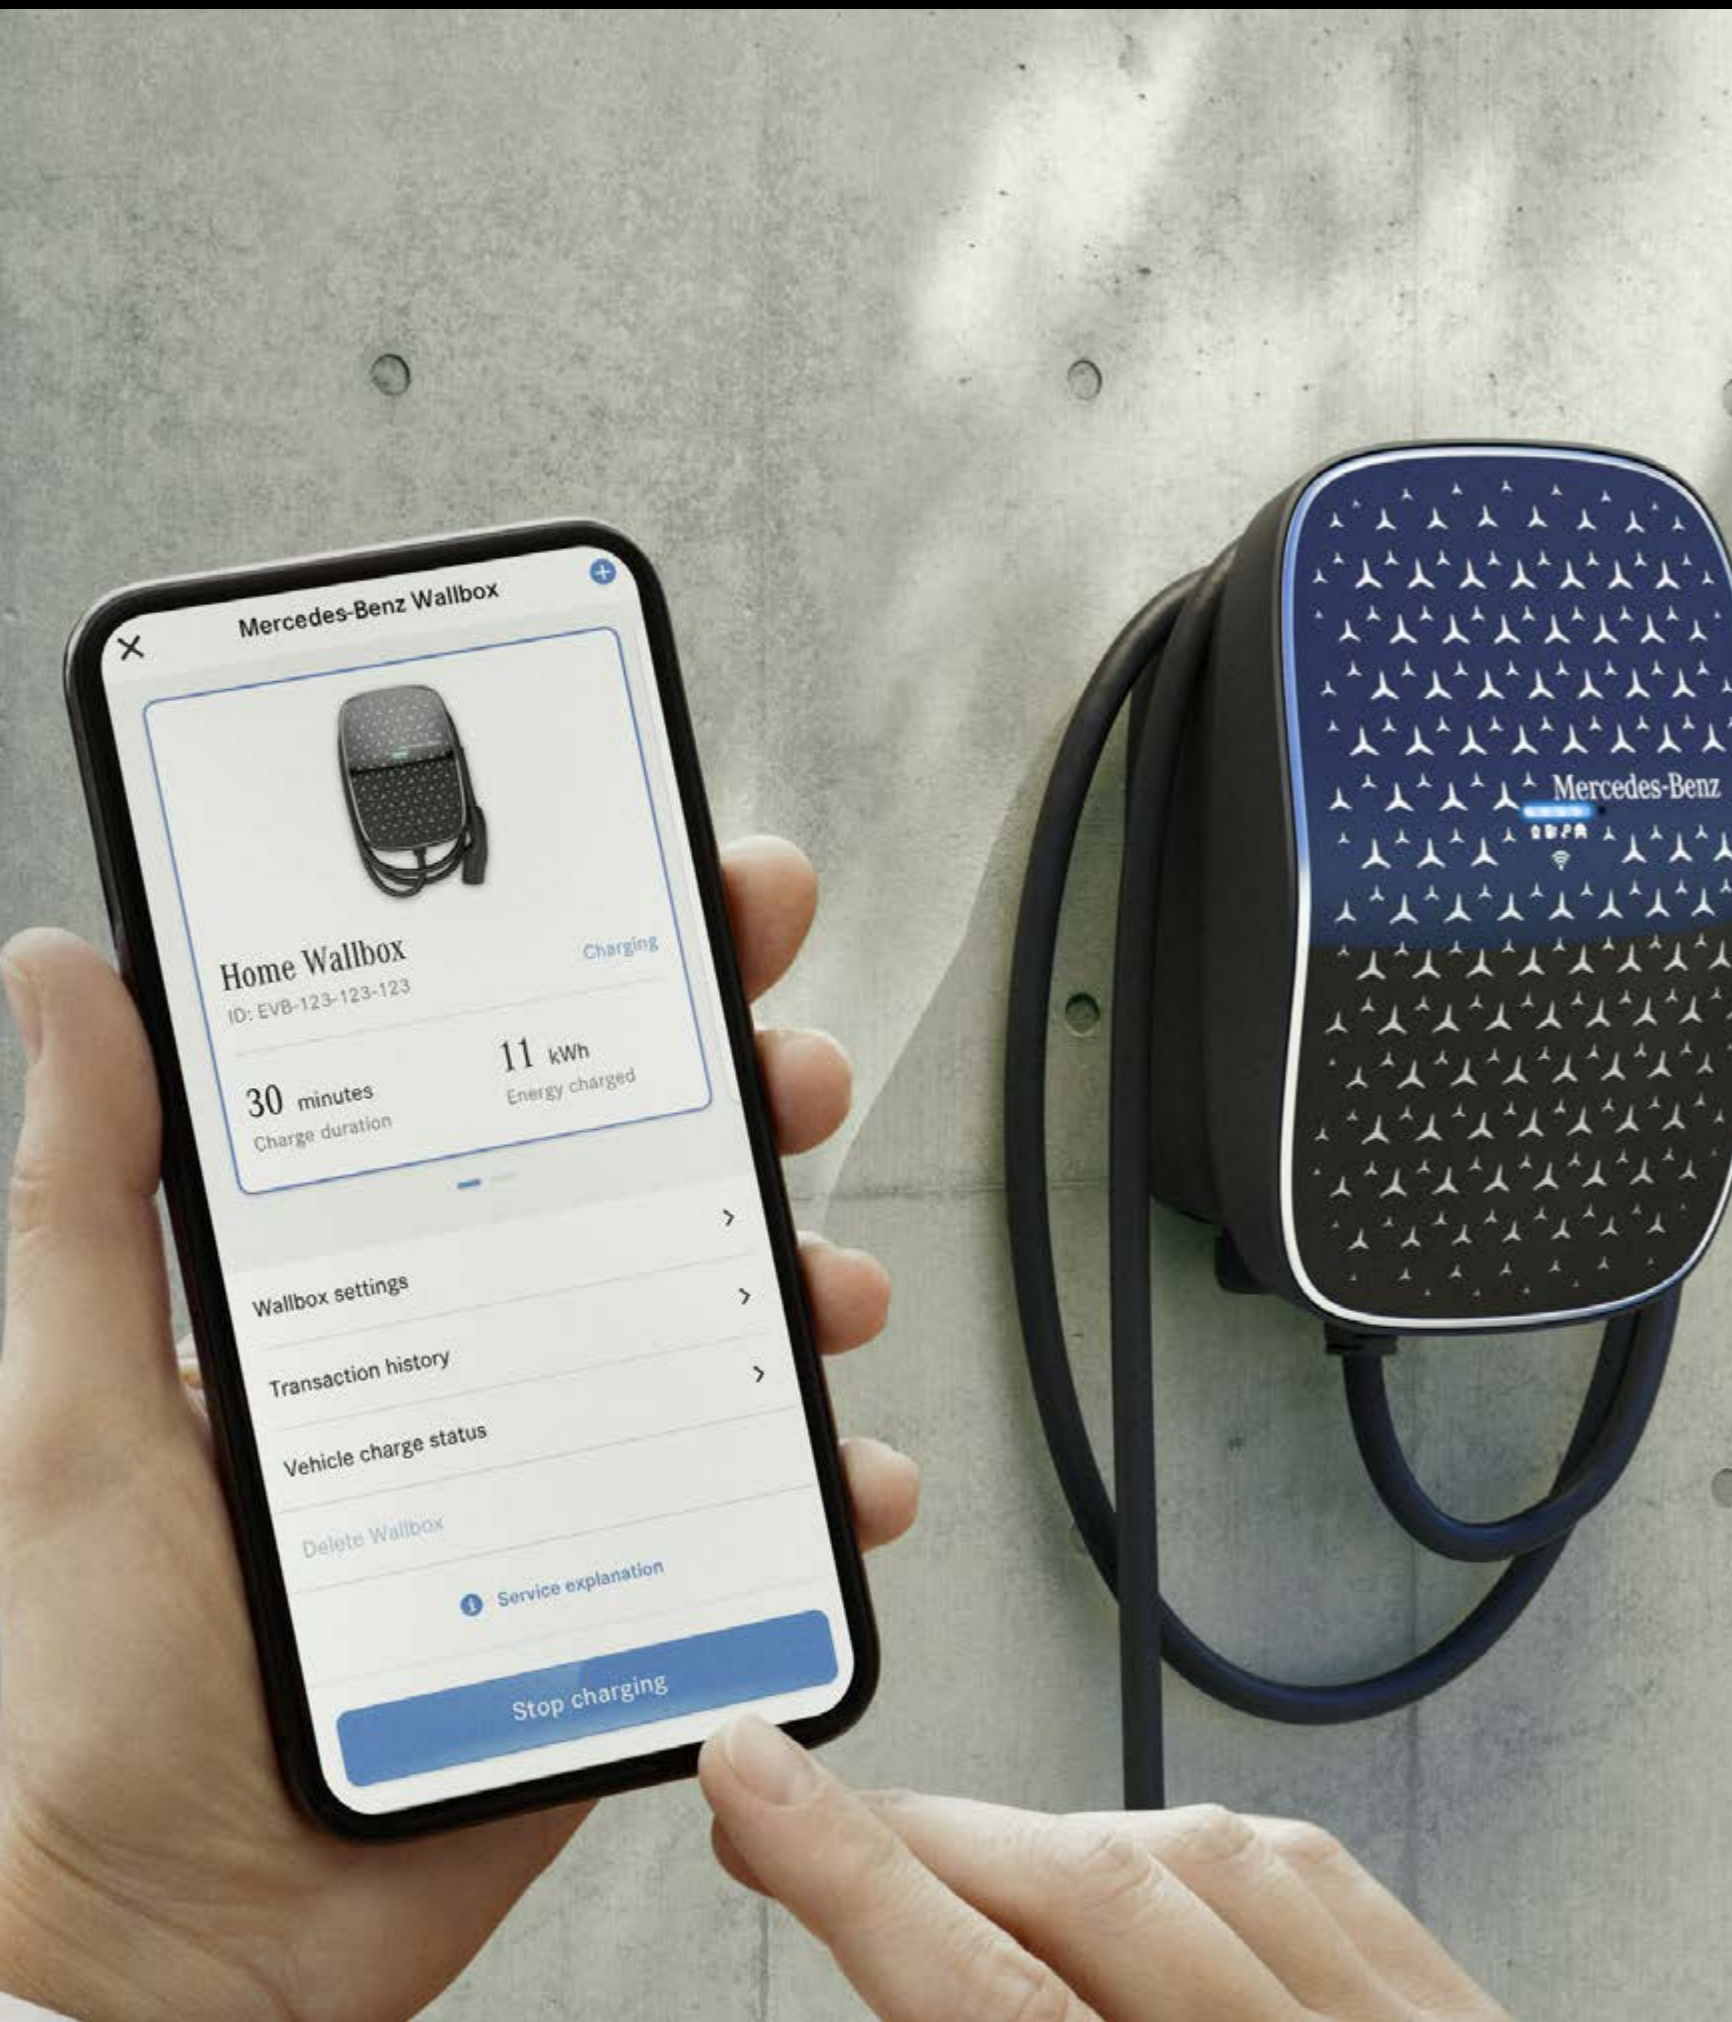 Mercedes-Benz Wallbox
Home Wallbox
Charging
ID: EVB-123-123-123
30 minutes
11 kWh
Charge duration
Energy charged
Wallbox settings
Transaction history
Vehicle charge status
Delete Wallbox
Service explanation
Stop charging
Mercedes-Benz